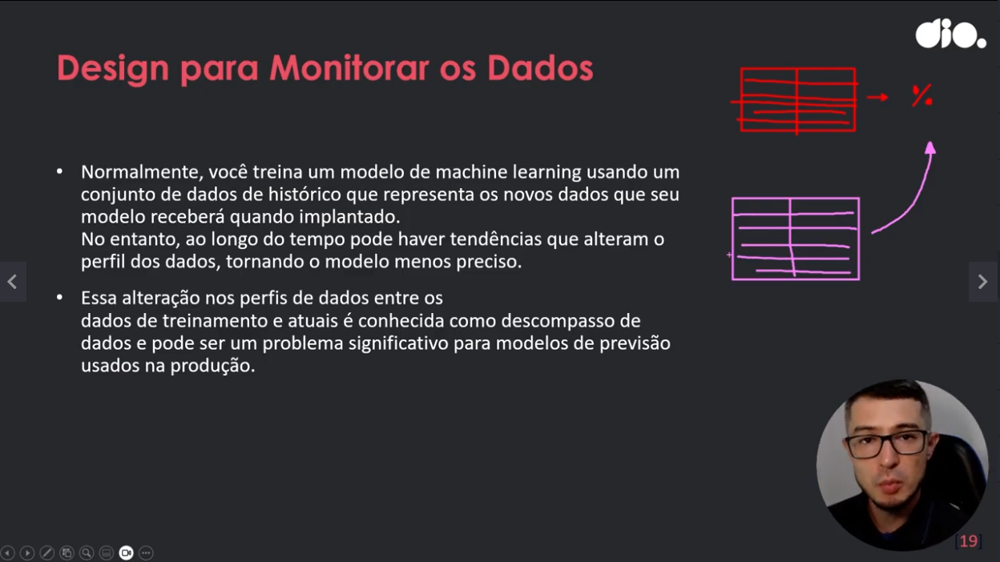 dio.
Design para Monitorar os Dados
%
• Normalmente, você treina um modelo de machine learning usando um
conjunto de dados de histórico que representa os novos dados que seu
modelo receberá quando implantado.
No entanto, ao longo do tempo pode haver tendências que alteram o
perfil dos dados, tornando o modelo menos preciso.
• Essa alteração nos perfis de dados entre os
dados de treinamento e atuais é conhecida como descompasso de
dados e pode ser um problema significativo para modelos de previsão
usados na produção.
[19]